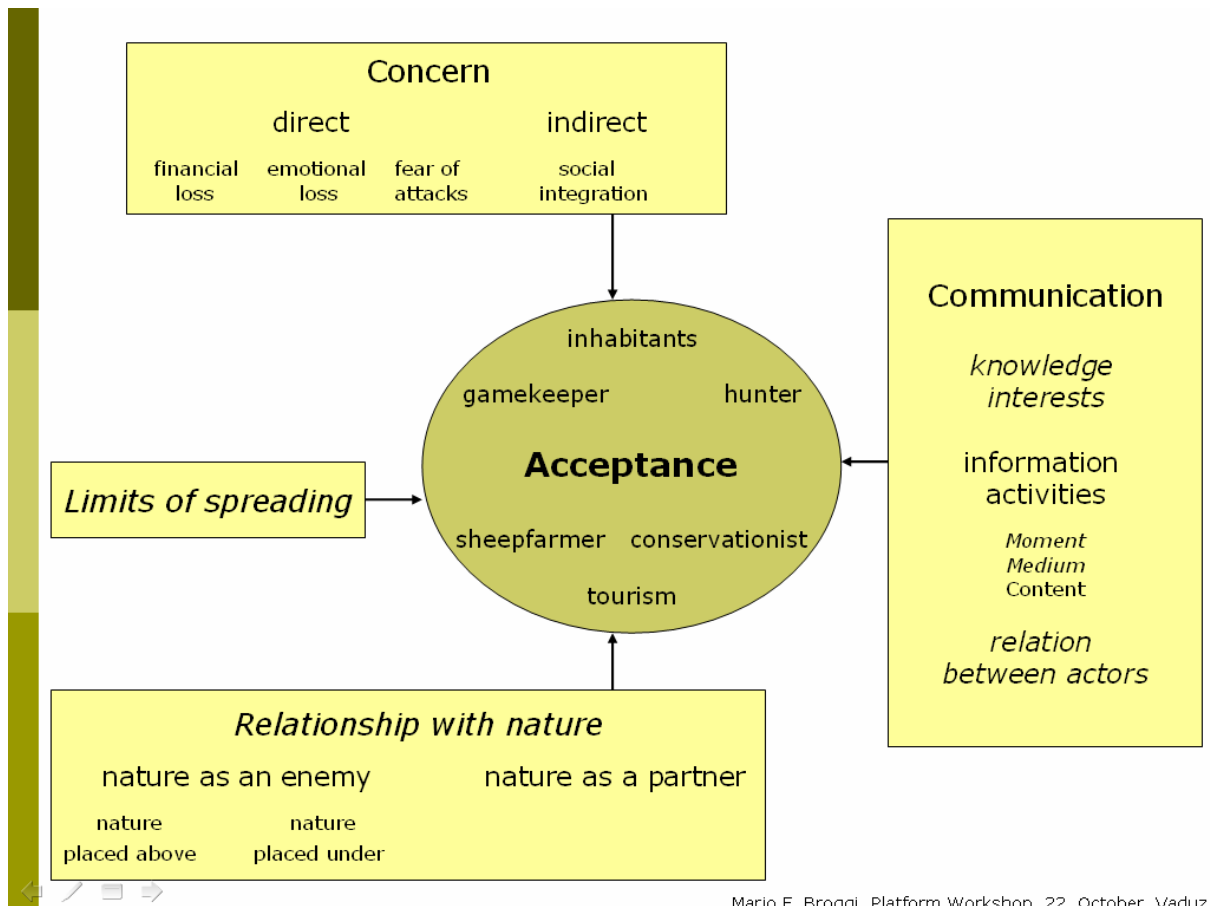 Concern
direct indirect
financial emotional fear of social
loss loss attacks integration
Communication
knowledge
interests
information
activities
Moment
Medium
Content
relation
between actors
inhabitants
gamekeeper hunter
Acceptance
sheepfarmer conservationist
tourism
Limits of spreading
Relationship with nature
nature as an enemy nature as a partner
nature nature
placed above placed under
Mario F. Broggi, Platform Workshop, 22. October, Vaduz